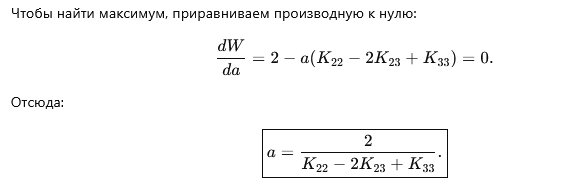 Чтобы найти максимум, приравниваем производную к нулю:
dW/da = 2 − a(K₂₂ − 2K₂₃ + K₃₃) = 0.
Отсюда:
a = 2/(K₂₂ − 2K₂₃ + K₃₃).